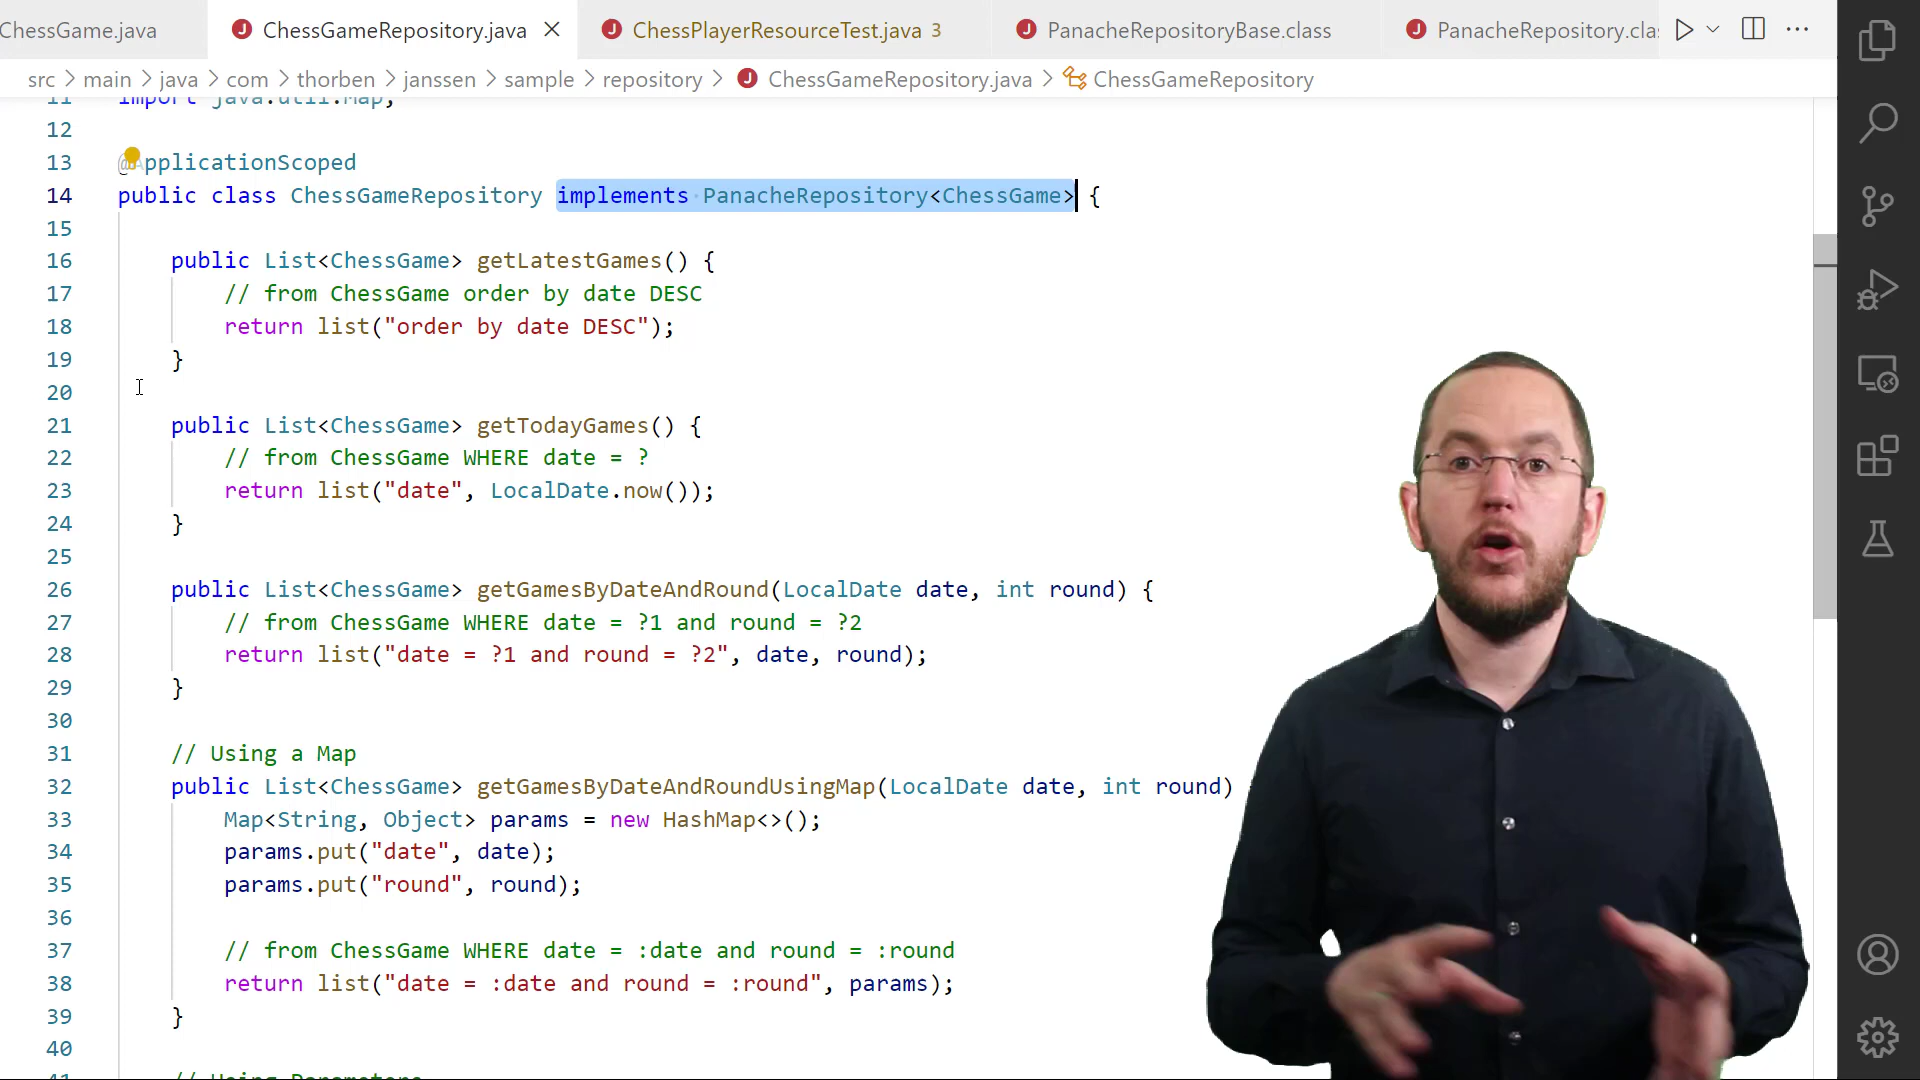 ChessGame.java
ChessGameRepository.java
ChessPlayerResourceTest.java 3
PanacheRepositoryBase.class
PanacheRepository.cla
src > main > java > com > thorben > janssen > sample > repository > ChessGameRepository.java > ChessGameRepository
11 import java.util.Map;
12
13 @ApplicationScoped
14 public class ChessGameRepository implements PanacheRepository<ChessGame> {
15
16 public List<ChessGame> getLatestGames() {
17 // from ChessGame order by date DESC
18 return list("order by date DESC");
19 }
20
21 public List<ChessGame> getTodayGames() {
22 // from ChessGame WHERE date = ?
23 return list("date", LocalDate.now());
24 }
25
26 public List<ChessGame> getGamesByDateAndRound(LocalDate date, int round) {
27 // from ChessGame WHERE date = ?1 and round = ?2
28 return list("date = ?1 and round = ?2", date, round);
29 }
30
31 // Using a Map
32 public List<ChessGame> getGamesByDateAndRoundUsingMap(LocalDate date, int round)
33 Map<String, Object> params = new HashMap<>();
34 params.put("date", date);
35 params.put("round", round);
36
37 // from ChessGame WHERE date = :date and round = :round
38 return list("date = :date and round = :round", params);
39 }
40
41 // Using Parameters